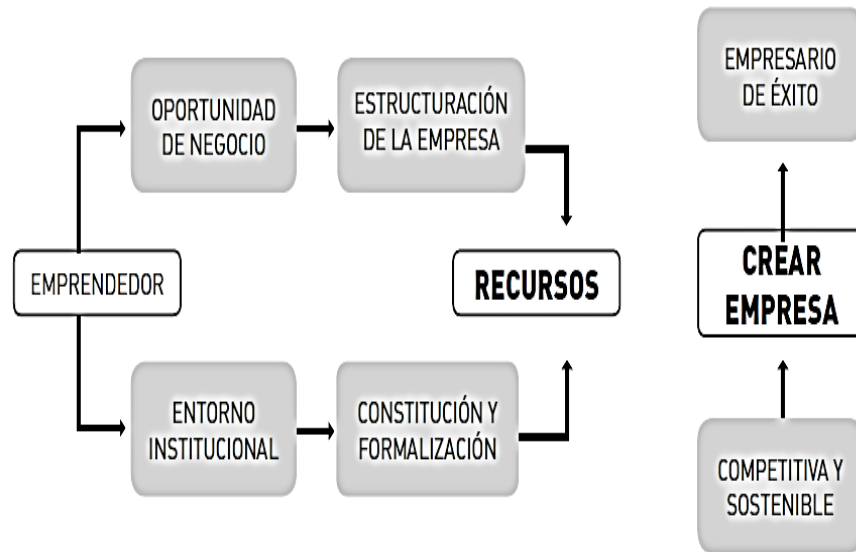 OPORTUNIDAD
DE NEGOCIO
ESTRUCTURACIÓN
DE LA EMPRESA
EMPRESARIO
DE ÉXITO
EMPRENDEDOR
RECURSOS
CREAR
EMPRESA
ENTORNO
INSTITUCIONAL
CONSTITUCIÓN Y
FORMALIZACIÓN
COMPETITIVA Y
SOSTENIBLE